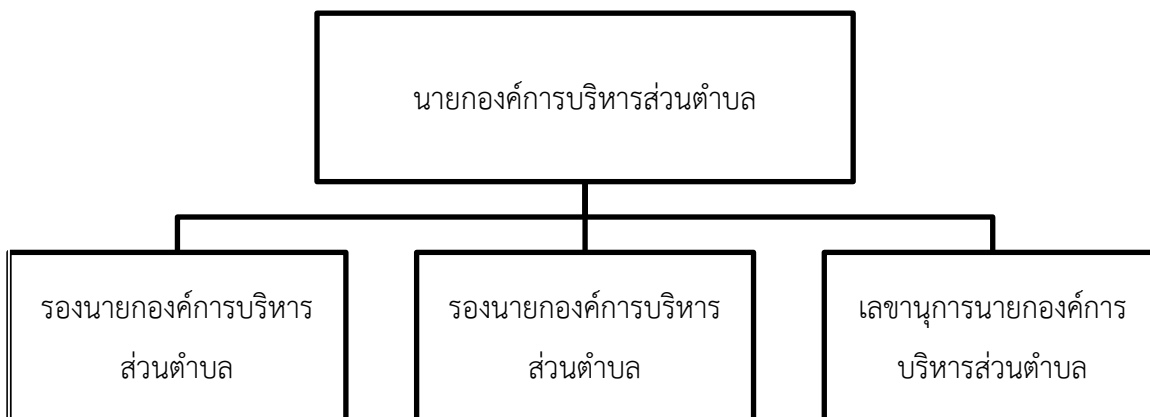 นายกองค์การบริหารส่วนตำบล
รองนายกองค์การบริหาร
ส่วนตำบล
รองนายกองค์การบริหาร
ส่วนตำบล
เลขานุการนายกองค์การ
บริหารส่วนตำบล